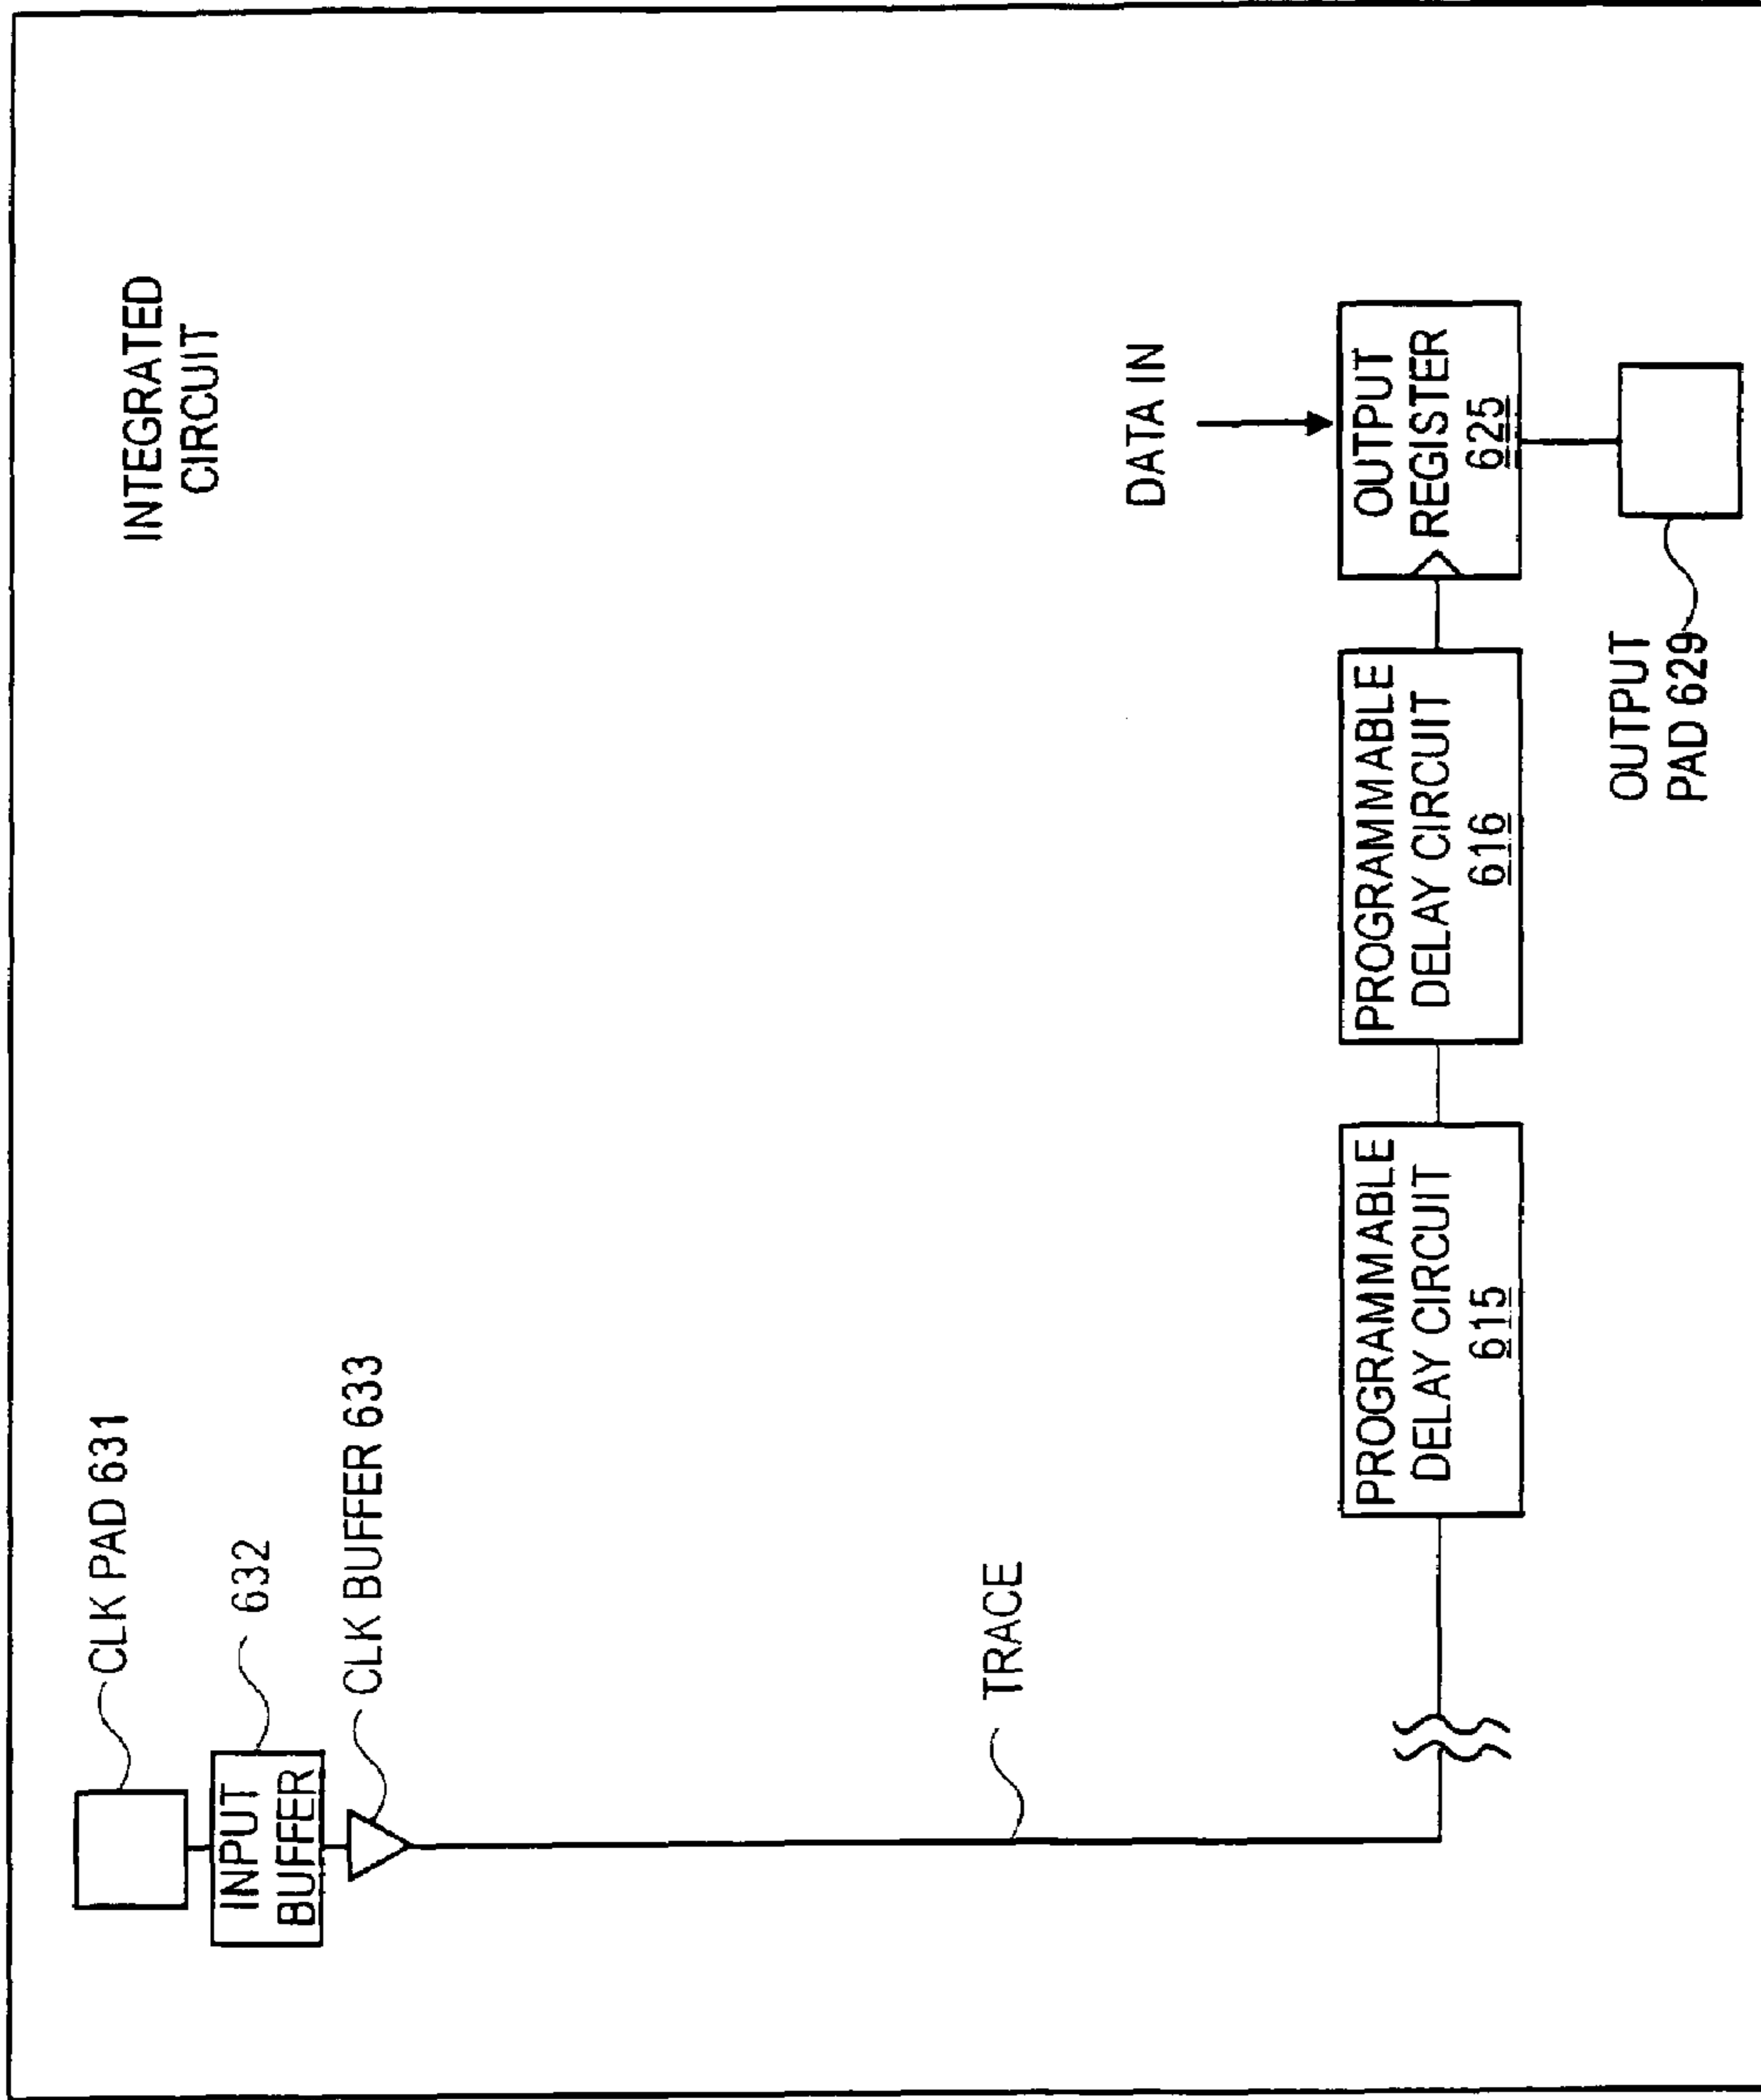 INTEGRATED
CIRCUIT
CLK PAD 631
632
INPUT
BUFFER
CLK BUFFER 633
TRACE
DATA IN
PROGRAMMABLE
DELAY CIRCUIT
615
PROGRAMMABLE
DELAY CIRCUIT
616
OUTPUT
REGISTER
625
OUTPUT
PAD 629